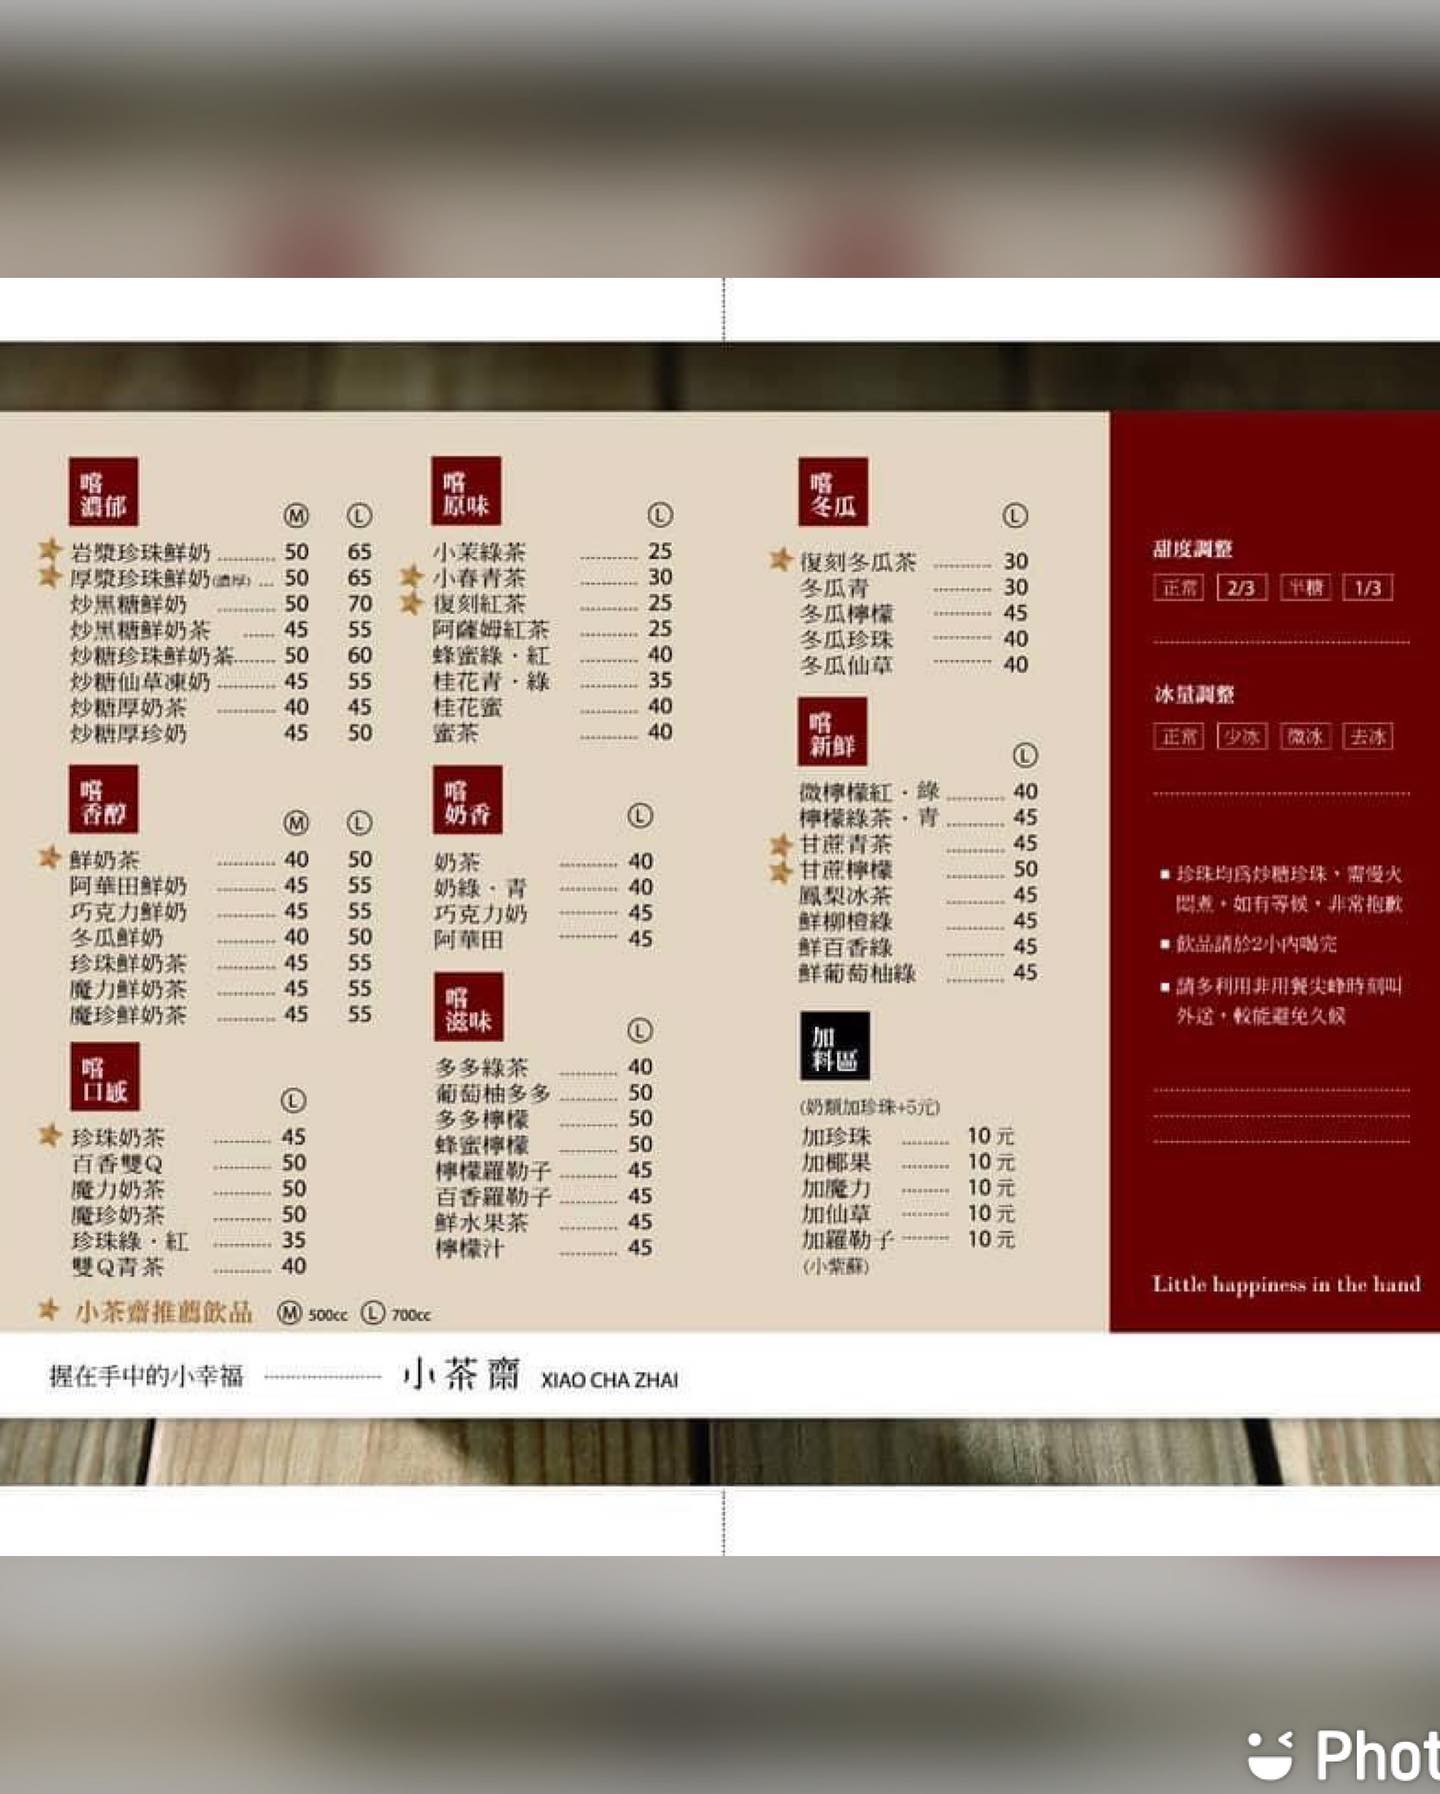 嚐
濃郁
Ⓜ Ⓛ
岩漿珍珠鮮奶 50 65
厚漿珍珠鮮奶(濃厚) 50 65
炒黑糖鮮奶 50 70
炒黑糖鮮奶茶 45 55
炒糖珍珠鮮奶茶 50 60
炒糖仙草凍奶 45 55
炒糖厚奶茶 40 45
炒糖厚珍奶 45 50
嚐
香醇
Ⓜ Ⓛ
鮮奶茶 40 50
阿華田鮮奶 45 55
巧克力鮮奶 45 55
冬瓜鮮奶 40 50
珍珠鮮奶茶 45 55
魔力鮮奶茶 45 55
魔珍鮮奶茶 45 55
嚐
口感
Ⓛ
珍珠奶茶 45
百香雙Q 50
魔力奶茶 50
魔珍奶茶 50
珍珠綠・紅 35
雙Q青茶 40
嚐
原味
Ⓛ
小茉綠茶 25
小春青茶 30
復刻紅茶 25
阿薩姆紅茶 25
蜂蜜綠・紅 40
桂花青・綠 35
桂花蜜 40
蜜茶 40
嚐
奶香
Ⓛ
奶茶 40
奶綠・青 40
巧克力奶 45
阿華田 45
嚐
滋味
Ⓛ
多多綠茶 40
葡萄柚多多 50
多多檸檬 50
蜂蜜檸檬 50
檸檬羅勒子 45
百香羅勒子 45
鮮水果茶 45
檸檬汁 45
嚐
冬瓜
Ⓛ
復刻冬瓜茶 30
冬瓜青 30
冬瓜檸檬 45
冬瓜珍珠 40
冬瓜仙草 40
嚐
新鮮
Ⓛ
微檸檬紅・綠 40
檸檬綠茶・青 45
甘蔗青茶 45
甘蔗檸檬 50
鳳梨冰茶 45
鮮柳橙綠 45
鮮百香綠 45
鮮葡萄柚綠 45
加
料區
(奶類加珍珠+5元)
加珍珠 10元
加椰果 10元
加魔力 10元
加仙草 10元
加羅勒子 10元
(小紫蘇)
小茶齋推薦飲品 Ⓜ 500cc Ⓛ 700cc
甜度調整
正常 2/3 半糖 1/3
冰量調整
正常 少冰 微冰 去冰
■ 珍珠均為炒糖珍珠、需慢火
悶煮，如有等候，非常抱歉
■ 飲品請於2小內喝完
■ 請多利用非用餐尖峰時刻叫
外送，較能避免久候
Little happiness in the hand
握在手中的小幸福 小茶齋 XIAO CHA ZHAI
Phot